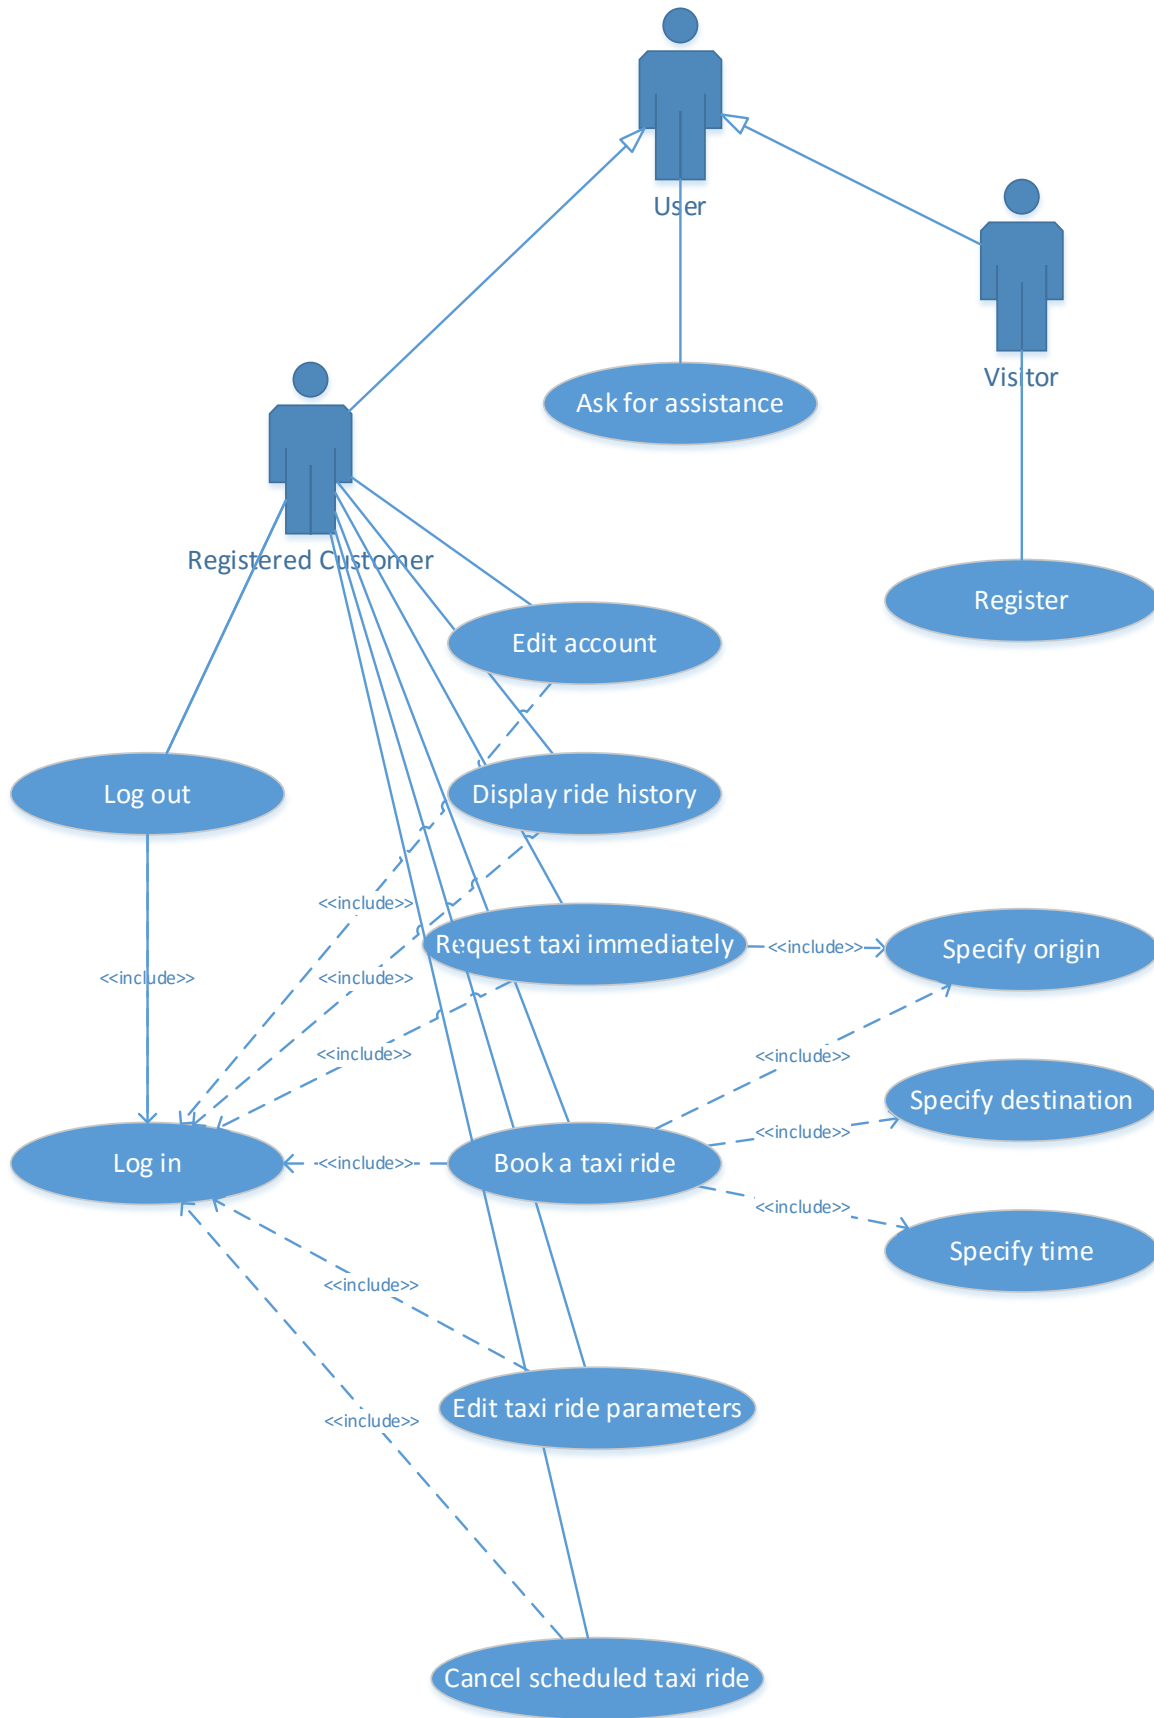 User
Visitor
Ask for assistance
Registered Customer
Register
Edit account
Log out
Display ride history
<<include>>
<<include>>
<<include>>
Request taxi immediately
<<include>>
Specify origin
<<include>>
<<include>>
Specify destination
<<include>>
Log in
<<include>>
Book a taxi ride
<<include>>
Specify time
<<include>>
Edit taxi ride parameters
<<include>>
Cancel scheduled taxi ride